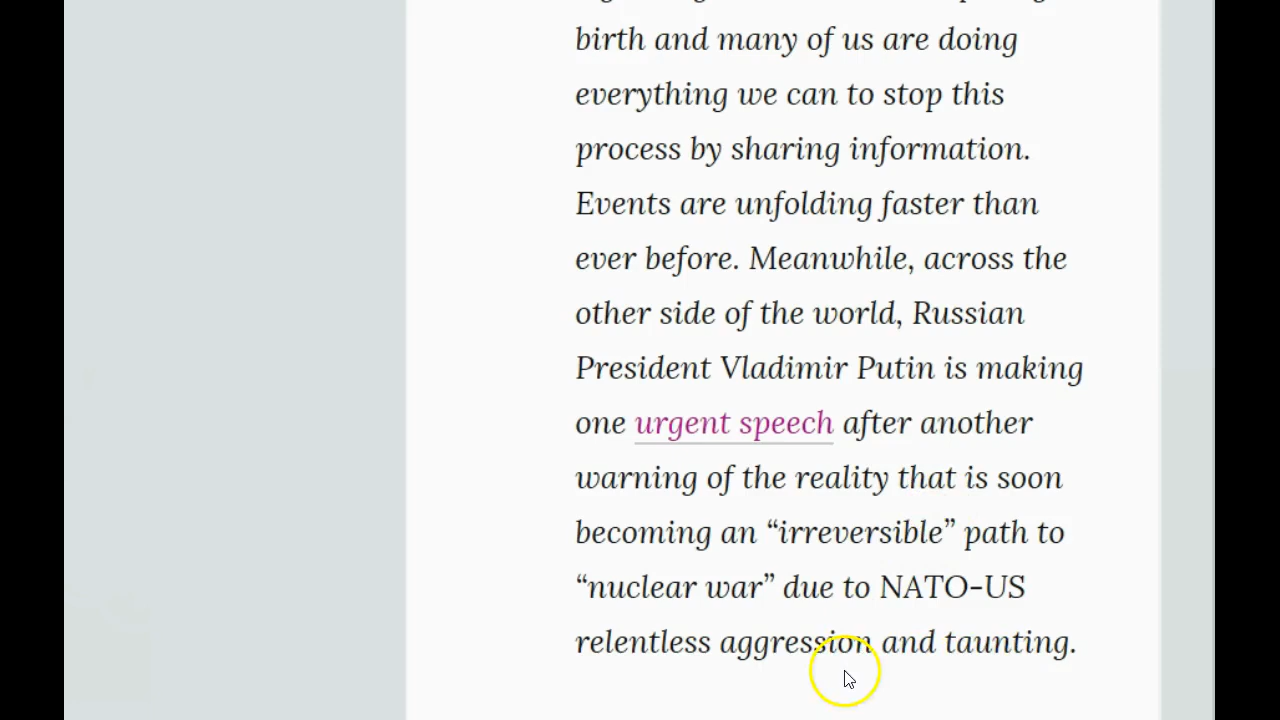 birth and many of us are doing
everything we can to stop this
process by sharing information.
Events are unfolding faster than
ever before. Meanwhile, across the
other side of the world, Russian
President Vladimir Putin is making
one urgent speech after another
warning of the reality that is soon
becoming an “irreversible” path to
“nuclear war” due to NATO-US
relentless aggression and taunting.